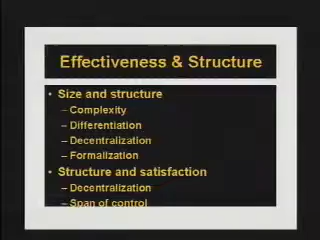 Effectiveness & Structure
• Size and structure
– Complexity
– Differentiation
– Decentralization
– Formalization
• Structure and satisfaction
– Decentralization
– Span of control